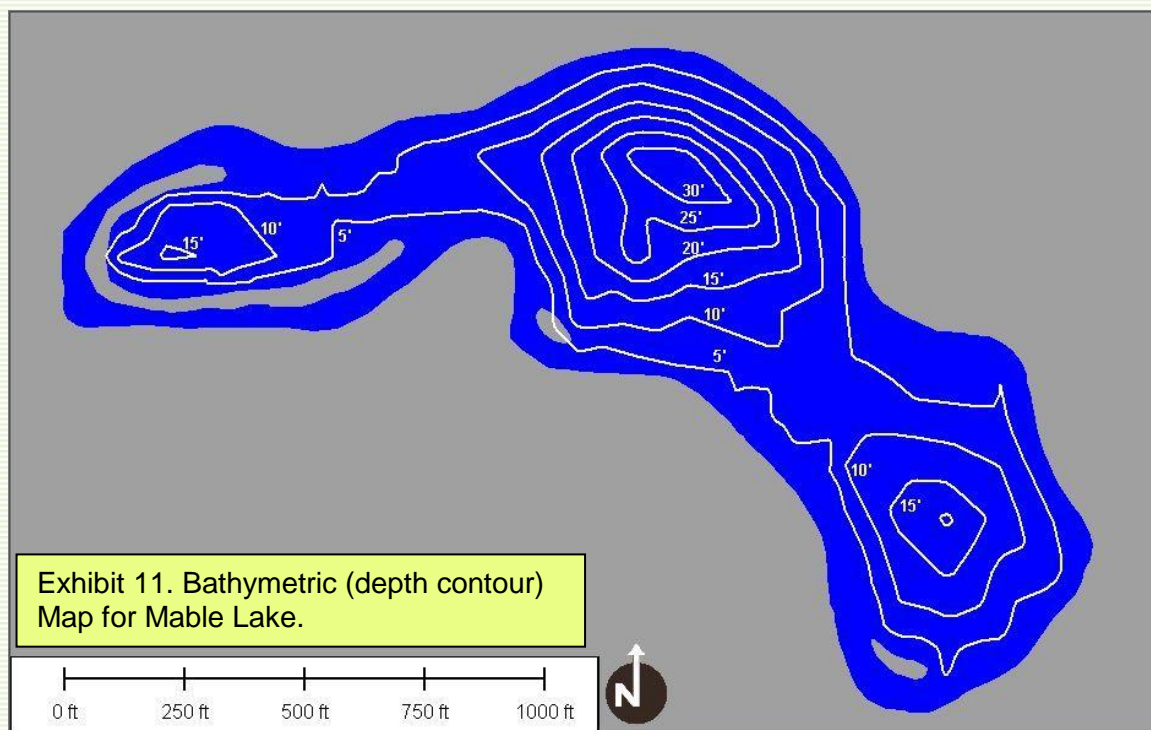 30'
25'
20'
15'
10'
5'
15'
10'
5'
10'
15'
Exhibit 11. Bathymetric (depth contour)
Map for Mable Lake.
0 ft 250 ft 500 ft 750 ft 1000 ft
N